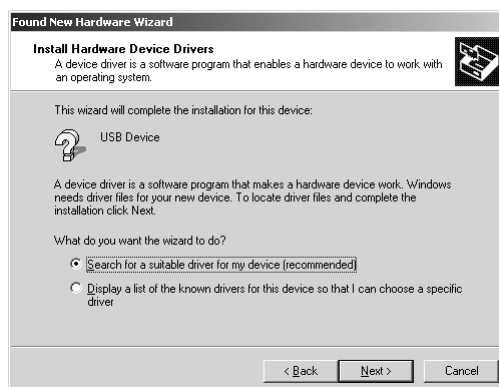 Found New Hardware Wizard
Install Hardware Device Drivers
A device driver is a software program that enables a hardware device to work with
an operating system.
This wizard will complete the installation for this device:
USB Device
A device driver is a software program that makes a hardware device work. Windows
needs driver files for your new device. To locate driver files and complete the
installation click Next.
What do you want the wizard to do?
Search for a suitable driver for my device (recommended)
Display a list of the known drivers for this device so that I can choose a specific
driver
< Back Next > Cancel